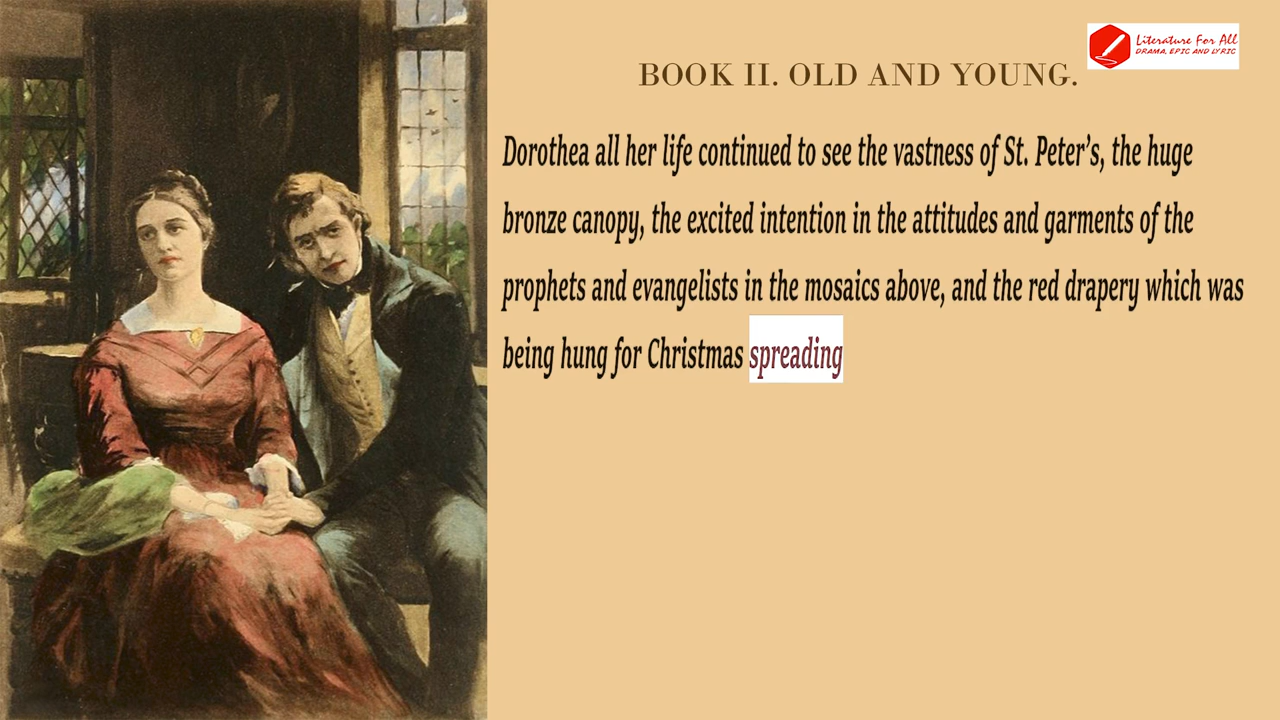 Literature For All
DRAMA, EPIC AND LYRIC
BOOK II. OLD AND YOUNG.
Dorothea all her life continued to see the vastness of St. Peter’s, the huge
bronze canopy, the excited intention in the attitudes and garments of the
prophets and evangelists in the mosaics above, and the red drapery which was
being hung for Christmas spreading